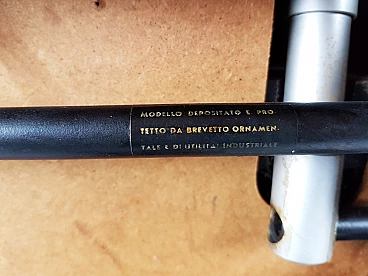 MODELLO DEPOSITATO E PRO-
TETTO DA BREVETTO ORNAMEN-
TALE E DI UTILITA' INDUSTRIALE